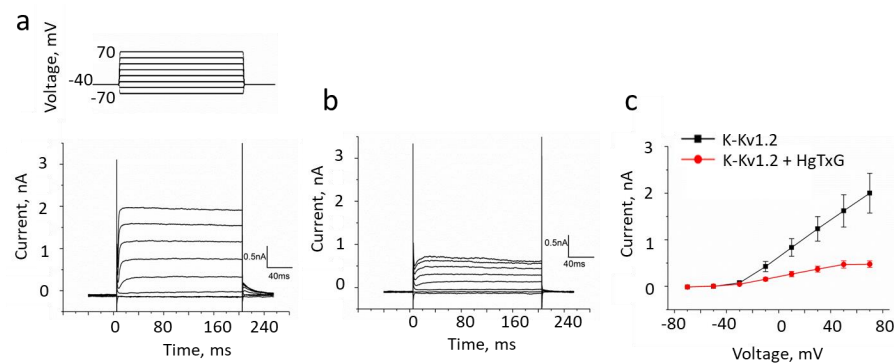 a
Voltage, mV
70
-40
-70
Current, nA
3
2
1
0
0.5nA
40ms
0 80 160 240
Time, ms
b
Current, nA
3
2
1
0
0.5nA
40ms
0 80 160 240
Time, ms
c
K-Kv1.2
K-Kv1.2 + HgTxG
Current, nA
3
2
1
0
-80 -40 0 40 80
Voltage, mV